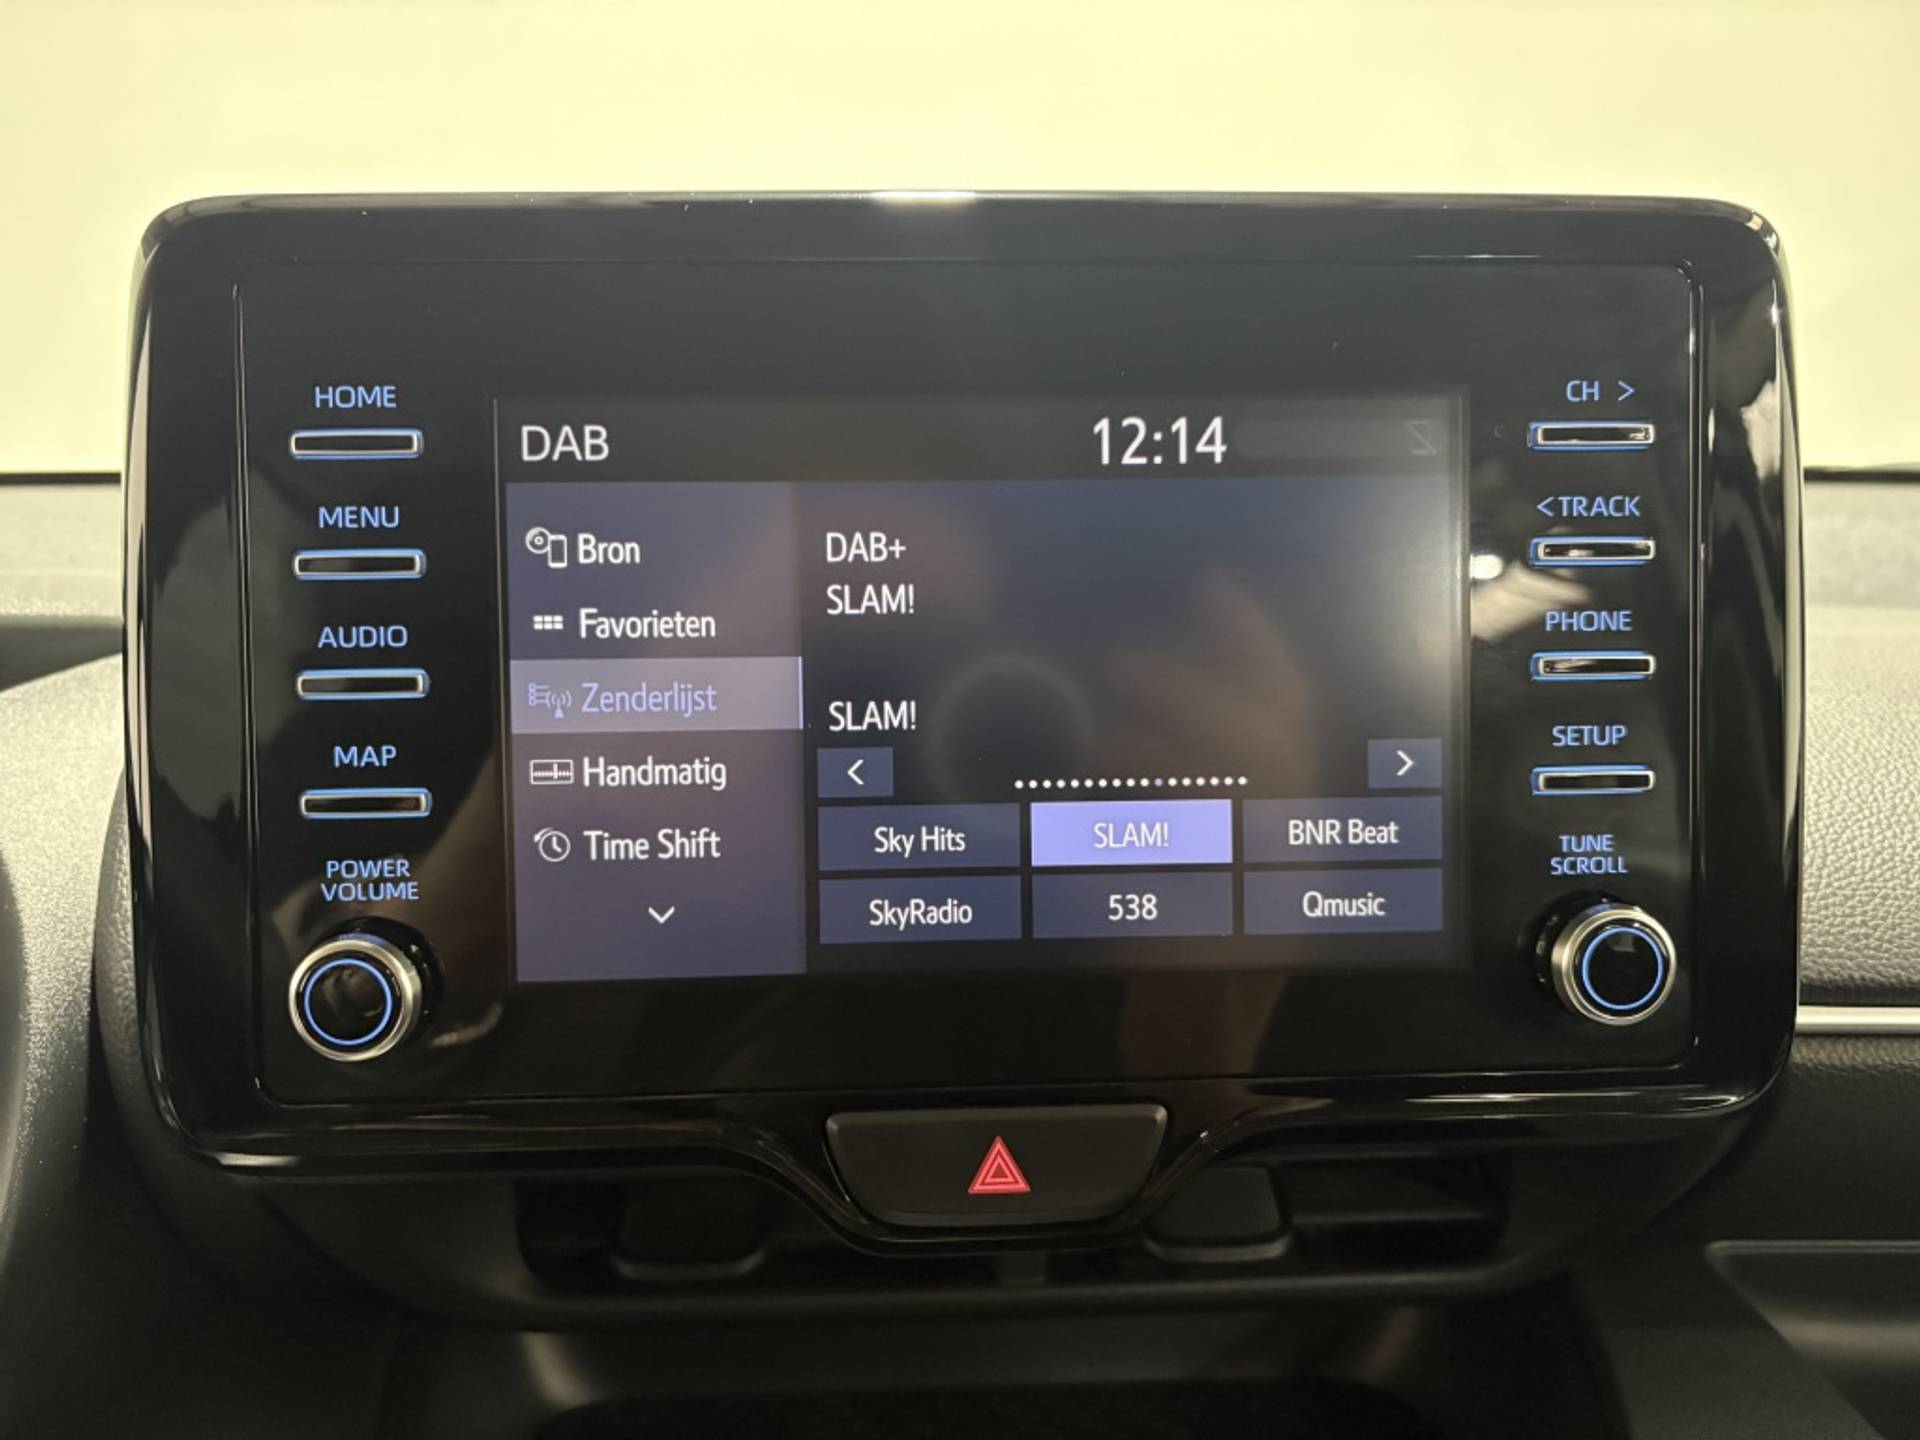 HOME
MENU
AUDIO
MAP
POWER
VOLUME
DAB
12:14
Bron
Favorieten
Zenderlijst
Handmatig
Time Shift
DAB+
SLAM!
SLAM!
<
>
Sky Hits
SLAM!
BNR Beat
SkyRadio
538
Qmusic
CH >
<TRACK
PHONE
SETUP
TUNE
SCROLL